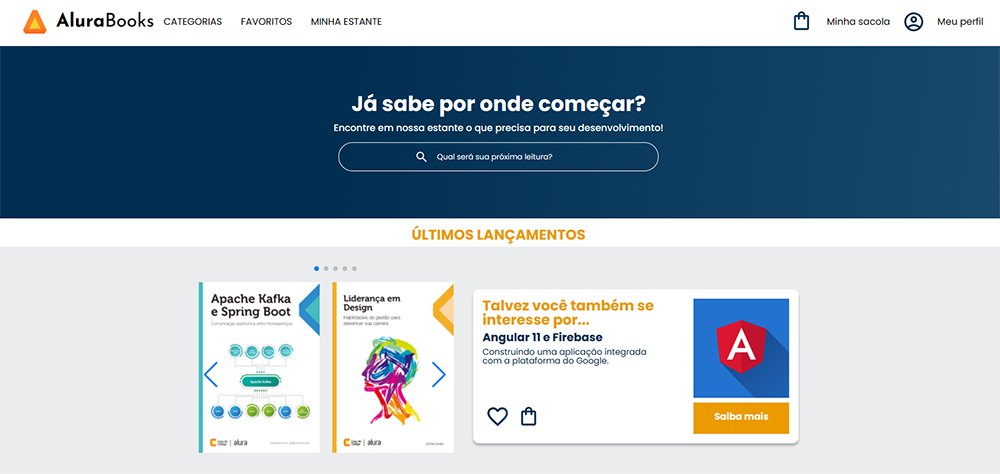 AluraBooks
CATEGORIAS
FAVORITOS
MINHA ESTANTE
Minha sacola
Meu perfil
Já sabe por onde começar?
Encontre em nossa estante o que precisa para seu desenvolvimento!
Qual será sua próxima leitura?
ÚLTIMOS LANÇAMENTOS
Apache Kafka
e Spring Boot
Comunicação assíncrona entre microsserviços
Apache Kafka
alura
Liderança em
Design
Habilidades de gestão para
alavancar sua carreira
alura
Talvez você também se
interesse por...
Angular 11 e Firebase
Construindo uma aplicação integrada
com a plataforma do Google.
A
Saiba mais